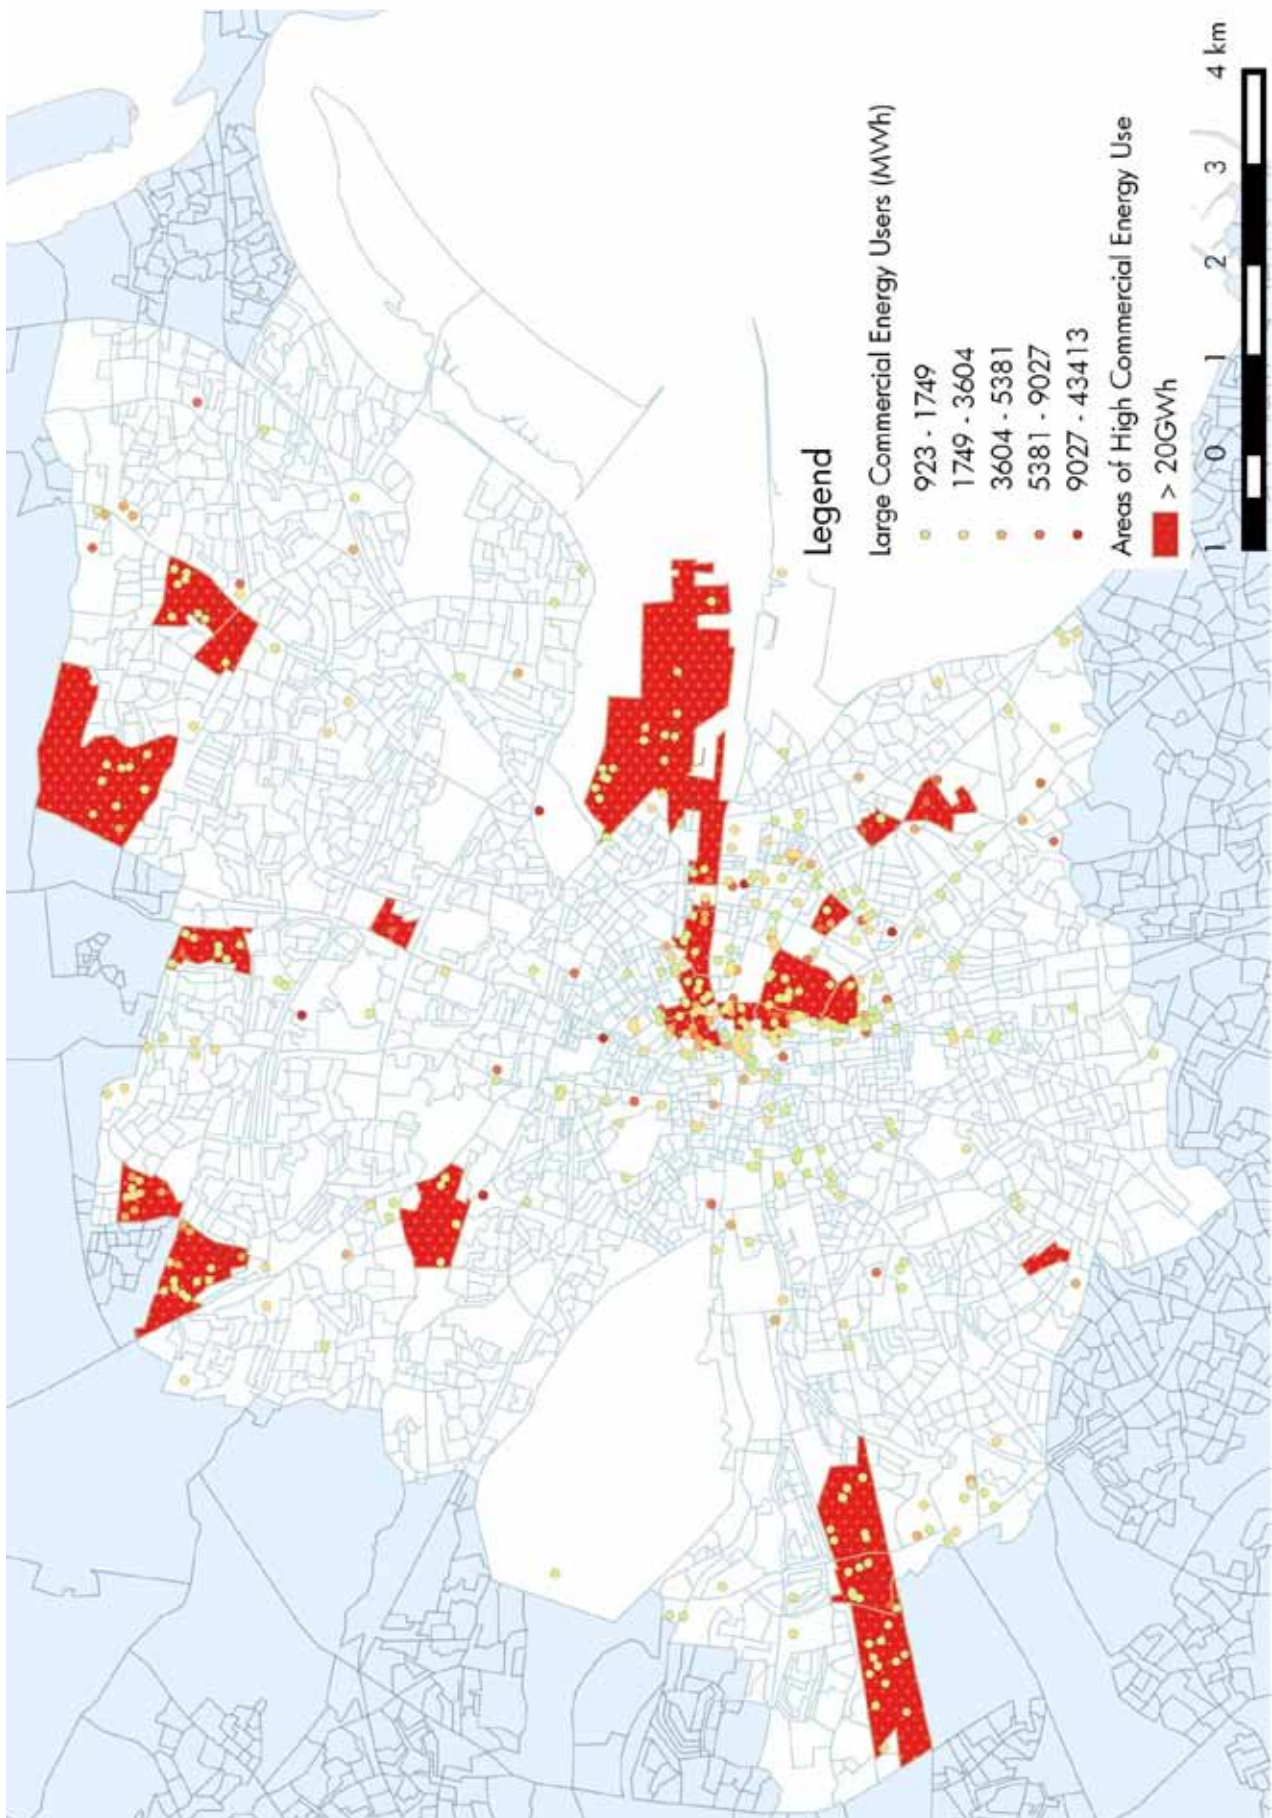 Legend
Large Commercial Energy Users (MWh)
923 - 1749
1749 - 3604
3604 - 5381
5381 - 9027
9027 - 43413
Areas of High Commercial Energy Use
> 20GWh
1 0 1 2 3 4 km